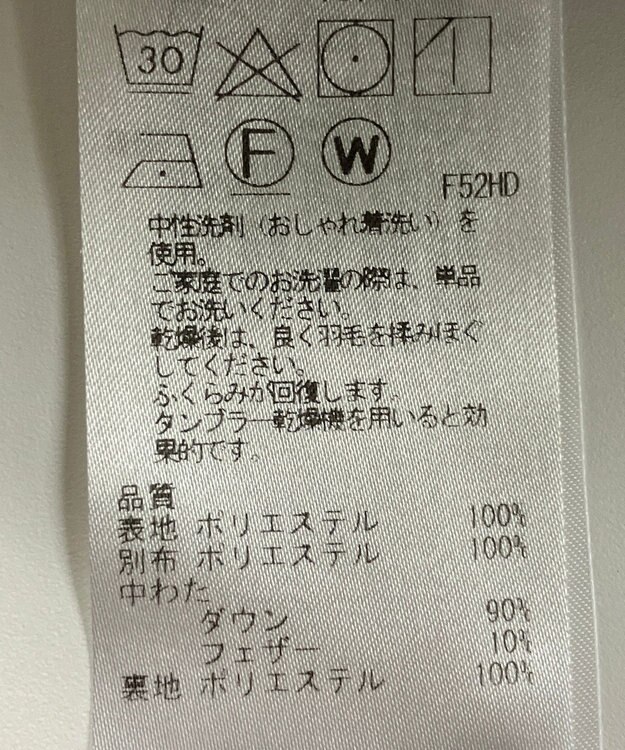 30
F W
F52HD
中性洗剤（おしゃれ着洗い）を
使用。
ご家庭でのお洗濯の際は、単品
でお洗いください。
乾燥後は、良く羽毛を揉みほぐ
してください。
ふくらみが回復します。
タンブラー乾燥機を用いると効
果的です。
品質
表地 ポリエステル 100%
別布 ポリエステル 100%
中わた
ダウン 90%
フェザー 10%
裏地 ポリエステル 100%